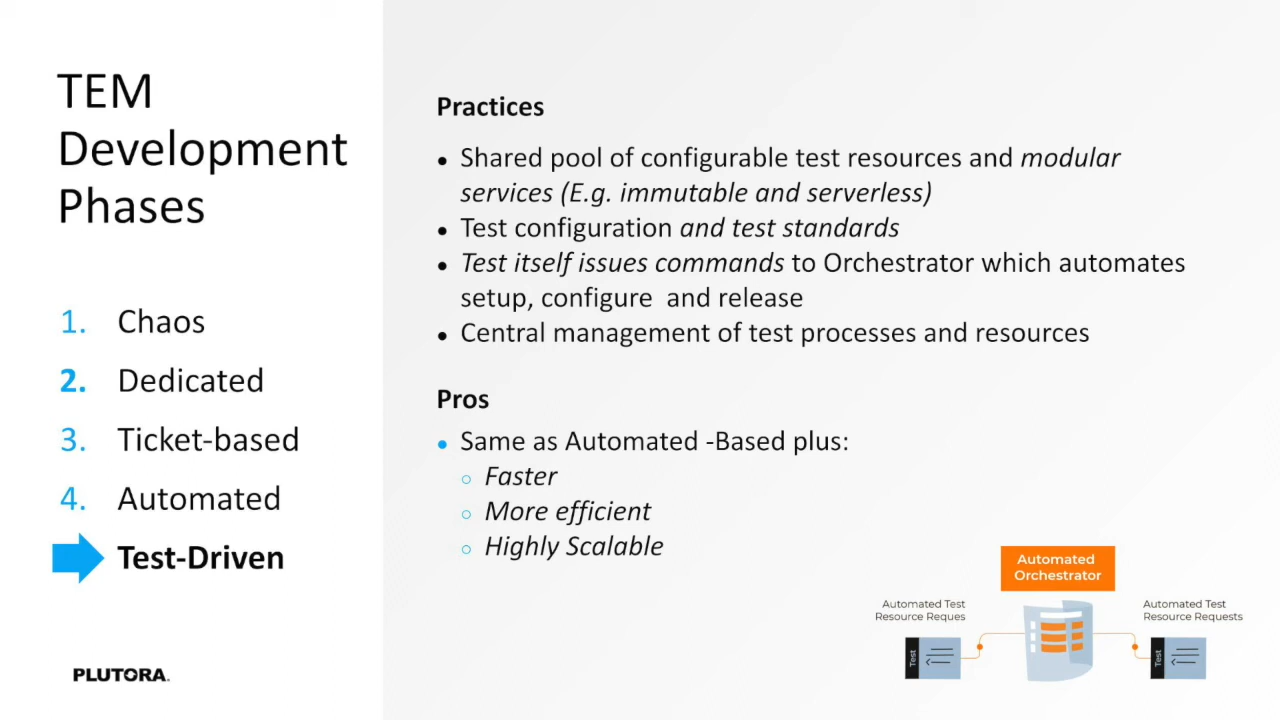 TEM
Development
Phases
1. Chaos
2. Dedicated
3. Ticket-based
4. Automated
Test-Driven
PLUTORA.
Practices
• Shared pool of configurable test resources and modular
services (E.g. immutable and serverless)
• Test configuration and test standards
• Test itself issues commands to Orchestrator which automates
setup, configure and release
• Central management of test processes and resources
Pros
• Same as Automated -Based plus:
○ Faster
○ More efficient
○ Highly Scalable
Automated
Orchestrator
Automated Test
Resource Reques
Test
Automated Test
Resource Requests
Test